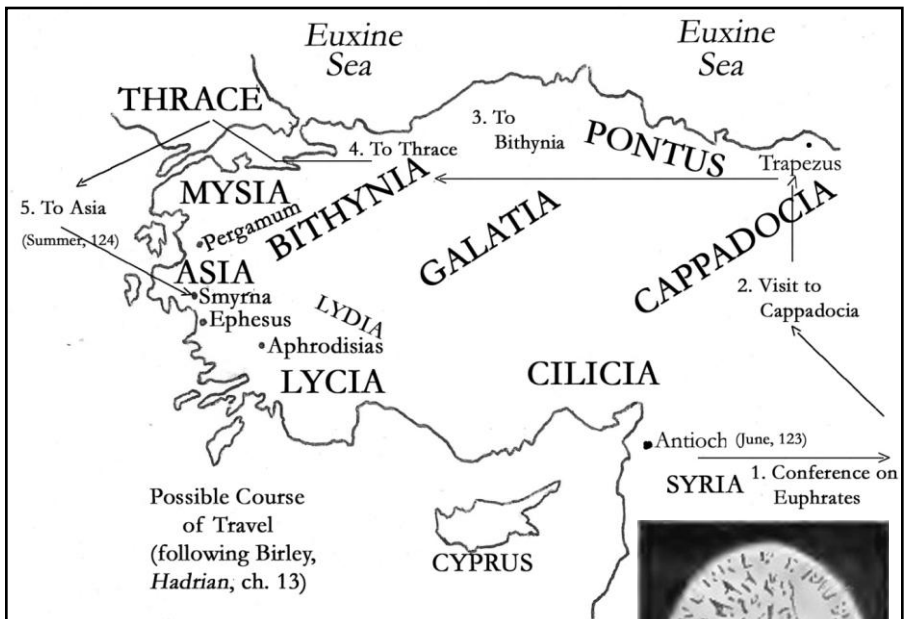 Euxine
Sea
Euxine
Sea
THRACE
3. To
Bithynia
4. To Thrace
PONTUS
Trapezus
MYSIA
BITHYNIA
5. To Asia
(Summer, 124)
Pergamum
GALATIA
CAPPADOCIA
ASIA
Smyrna
Ephesus
LYDIA
Aphrodisias
2. Visit to
Cappadocia
LYCIA
CILICIA
Antioch (June, 123)
SYRIA
1. Conference on
Euphrates
Possible Course
of Travel
(following Birley,
Hadrian, ch. 13)
CYPRUS